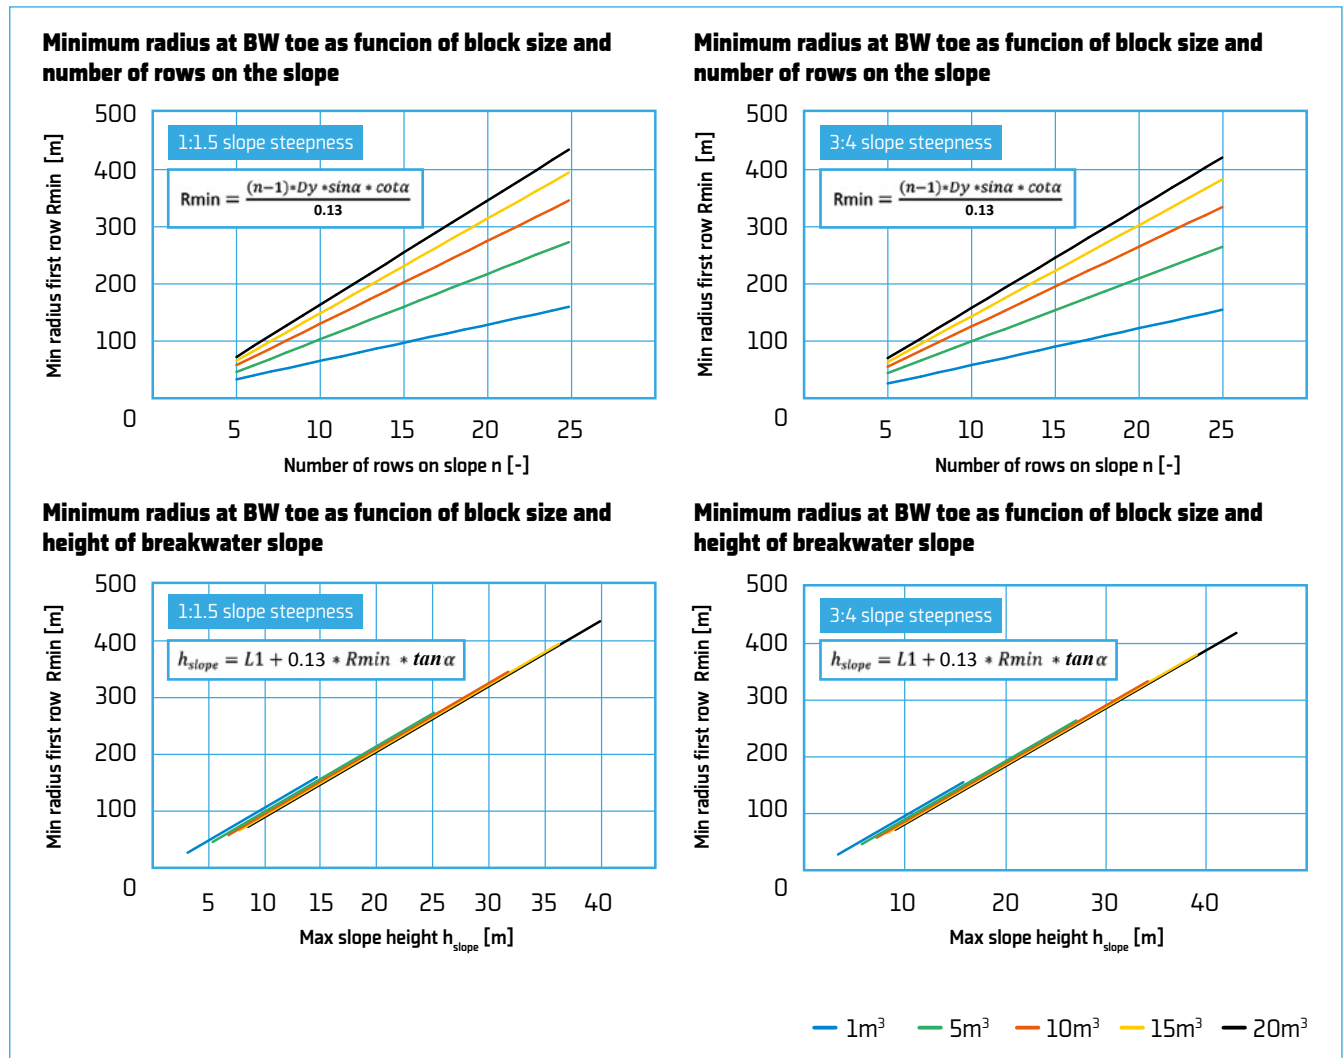 Minimum radius at BW toe as funcion of block size and
number of rows on the slope
Min radius first row Rmin [m]
500
400
300
200
100
0
1:1.5 slope steepness
Rmin = (n−1)*Dy *sinα * cotα / 0.13
5 10 15 20 25
Number of rows on slope n [-]
Minimum radius at BW toe as funcion of block size and
number of rows on the slope
Min radius first row Rmin [m]
500
400
300
200
100
0
3:4 slope steepness
Rmin = (n−1)*Dy *sinα * cotα / 0.13
5 10 15 20 25
Number of rows on slope n [-]
Minimum radius at BW toe as funcion of block size and
height of breakwater slope
Min radius first row Rmin [m]
500
400
300
200
100
0
1:1.5 slope steepness
h_slope = L1 + 0.13 * Rmin * tan α
5 10 15 20 25 30 35 40
Max slope height h_slope [m]
Minimum radius at BW toe as funcion of block size and
height of breakwater slope
Min radius first row Rmin [m]
500
400
300
200
100
0
3:4 slope steepness
h_slope = L1 + 0.13 * Rmin * tan α
10 20 30 40
Max slope height h_slope [m]
1m³ 5m³ 10m³ 15m³ 20m³